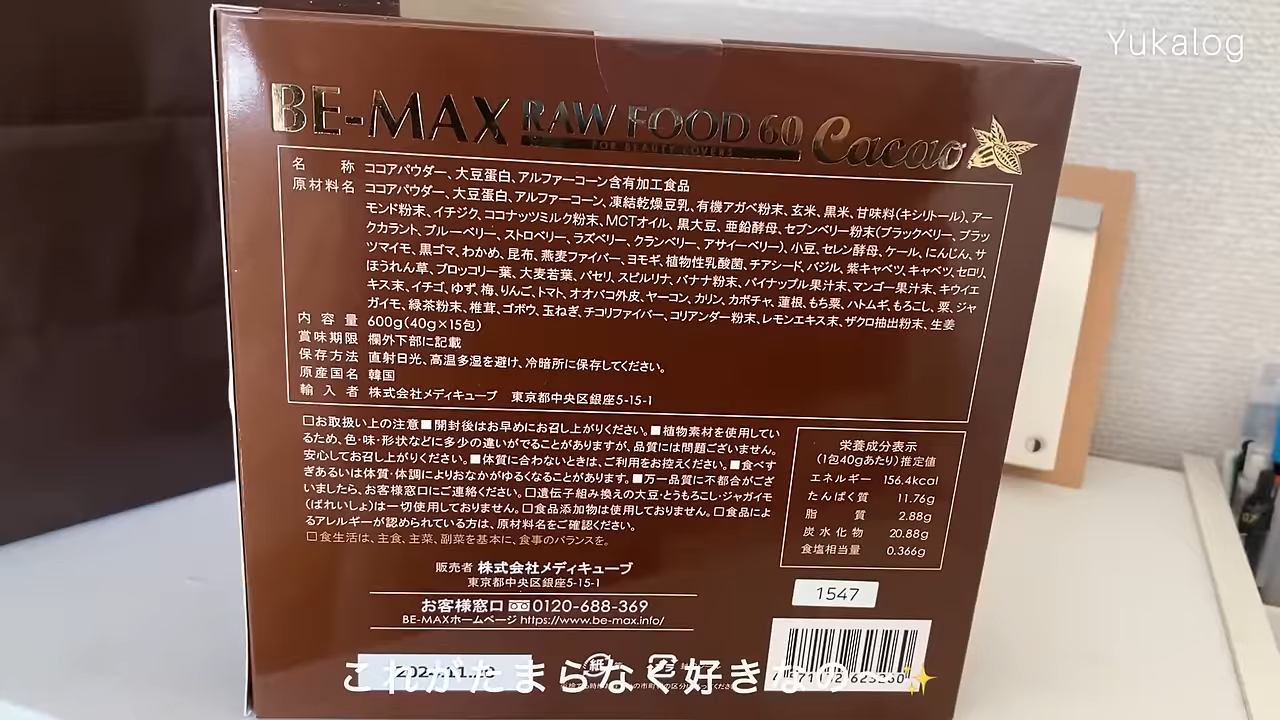 Yukalog
BE-MAX RAW FOOD 60 Cacao
FOR BEAUTY LOVERS
名称 ココアパウダー、大豆蛋白、アルファーコーン含有加工食品
原材料名 ココアパウダー、大豆蛋白、アルファーコーン、凍結乾燥豆乳、有機アガベ粉末、玄米、黒米、甘味料(キシリトール)、アー
モンド粉末、イチジク、ココナッツミルク粉末、MCTオイル、黒大豆、亜鉛酵母、セブンベリー粉末(ブラックベリー、ブラッ
クカラント、ブルーベリー、ストロベリー、ラズベリー、クランベリー、アサイーベリー)、小豆、セレン酵母、ケール、にんじん、サ
ツマイモ、黒ゴマ、わかめ、昆布、燕麦ファイバー、ヨモギ、植物性乳酸菌、チアシード、バジル、紫キャベツ、キャベツ、セロリ、
ほうれん草、ブロッコリー葉、大麦若葉、パセリ、スピルリナ、バナナ粉末、パイナップル果汁末、マンゴー果汁末、キウイエ
キス末、イチゴ、ゆず、梅、りんご、トマト、オオバコ外皮、ヤーコン、カリン、カボチャ、蓮根、もち粟、ハトムギ、もろこし、粟、ジャ
ガイモ、緑茶粉末、椎茸、ゴボウ、玉ねぎ、チコリファイバー、コリアンダー粉末、レモンエキス末、ザクロ抽出粉末、生姜
内容量 600g(40g×15包)
賞味期限 欄外下部に記載
保存方法 直射日光、高温多湿を避け、冷暗所に保存してください。
原産国名 韓国
輸入者 株式会社メディキューブ 東京都中央区銀座5-15-1
□お取扱い上の注意■開封後はお早めにお召し上がりください。■植物素材を使用してい
るため、色・味・形状などに多少の違いがでることがありますが、品質には問題ございません。
安心してお召し上がりください。■体質に合わないときは、ご利用をお控えください。■食べす
ぎあるいは体質・体調によりおなかがゆるくなることがあります。■万一品質に不都合がござ
いましたら、お客様窓口にご連絡ください。□遺伝子組み換えの大豆・とうもろこし・ジャガイモ
(ばれいしょ)は一切使用しておりません。□食品添加物は使用しておりません。□食品によ
るアレルギーが認められている方は、原材料名をご確認ください。
□食生活は、主食、主菜、副菜を基本に、食事のバランスを。
栄養成分表示
(1包40gあたり)推定値
エネルギー 156.4kcal
たんぱく質 11.76g
脂質 2.88g
炭水化物 20.88g
食塩相当量 0.366g
1547
販売者 株式会社メディキューブ
東京都中央区銀座5-15-1
お客様窓口 0120-688-369
BE-MAXホームページ https://www.be-max.info/
これがたまらなく好きなの